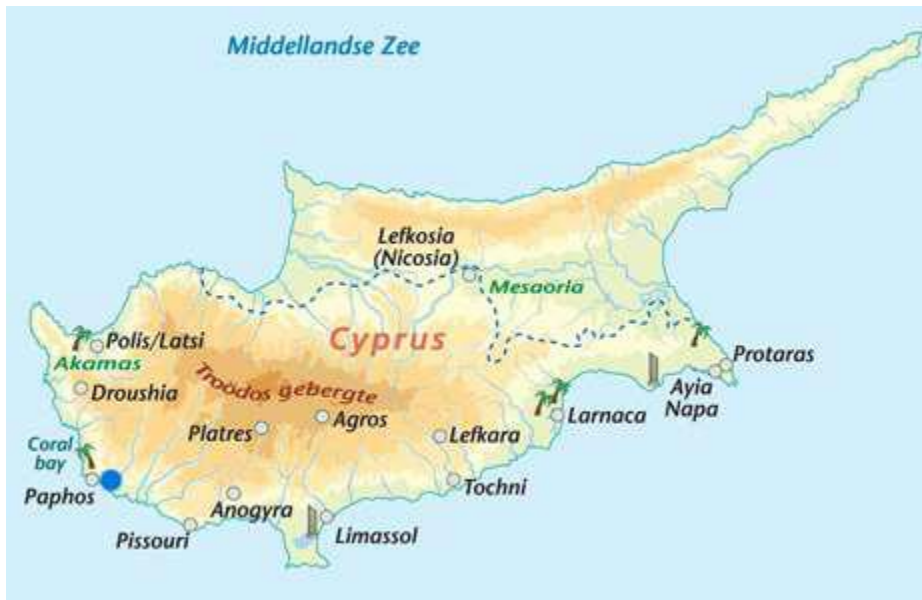 Middellandse Zee
Lefkosia
(Nicosia)
Mesaoria
Cyprus
Polis/Latsi
Akamas
Droushia
Troödos gebergte
Protaras
Ayia
Napa
Larnaca
Agros
Platres
Lefkara
Coral
bay
Paphos
Tochni
Anogyra
Pissouri
Limassol